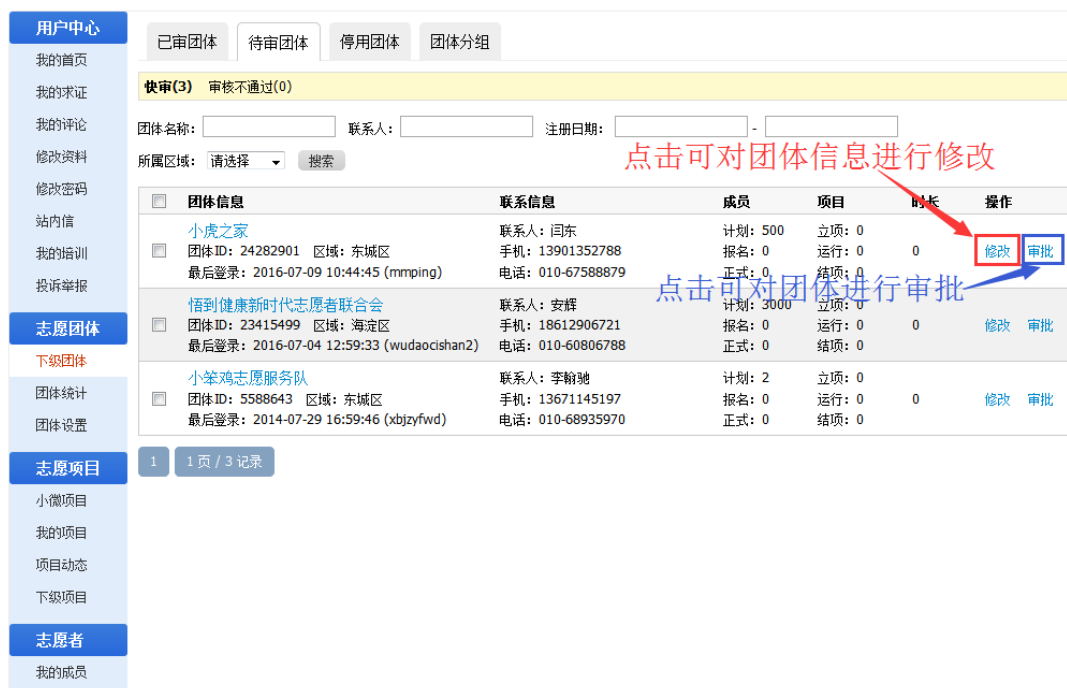 用户中心
我的首页
我的求证
我的评论
修改资料
修改密码
站内信
我的培训
投诉举报
志愿团体
下级团体
团体统计
团体设置
志愿项目
小微项目
我的项目
项目动态
下级项目
志愿者
我的成员
已审团体 待审团体 停用团体 团体分组
快审(3) 审核不通过(0)
团体名称: 联系人: 注册日期: -
所属区域: 请选择 搜索
点击可对团体信息进行修改
团体信息 联系信息 成员 项目 时长 操作
小虎之家 联系人: 闫东 计划: 500 立项: 0
团体ID: 24282901 区域: 东城区 手机: 13901352788 报名: 0 运行: 0 0 修改 审批
最后登录: 2016-07-09 10:44:45 (mmping) 电话: 010-67588879 正式: 0 结项: 0
点击可对团体进行审批
悟到健康新时代志愿者联合会 联系人: 安辉 计划: 3000 立项: 0
团体ID: 23415499 区域: 海淀区 手机: 18612906721 报名: 0 运行: 0 0 修改 审批
最后登录: 2016-07-04 12:59:33 (wudaocishan2) 电话: 010-60806788 正式: 0 结项: 0
小笨鸡志愿服务队 联系人: 李翰驰 计划: 2 立项: 0
团体ID: 5588643 区域: 东城区 手机: 13671145197 报名: 0 运行: 0 0 修改 审批
最后登录: 2014-07-29 16:59:46 (xbjzyfwd) 电话: 010-68935970 正式: 0 结项: 0
1 1 页 / 3 记录